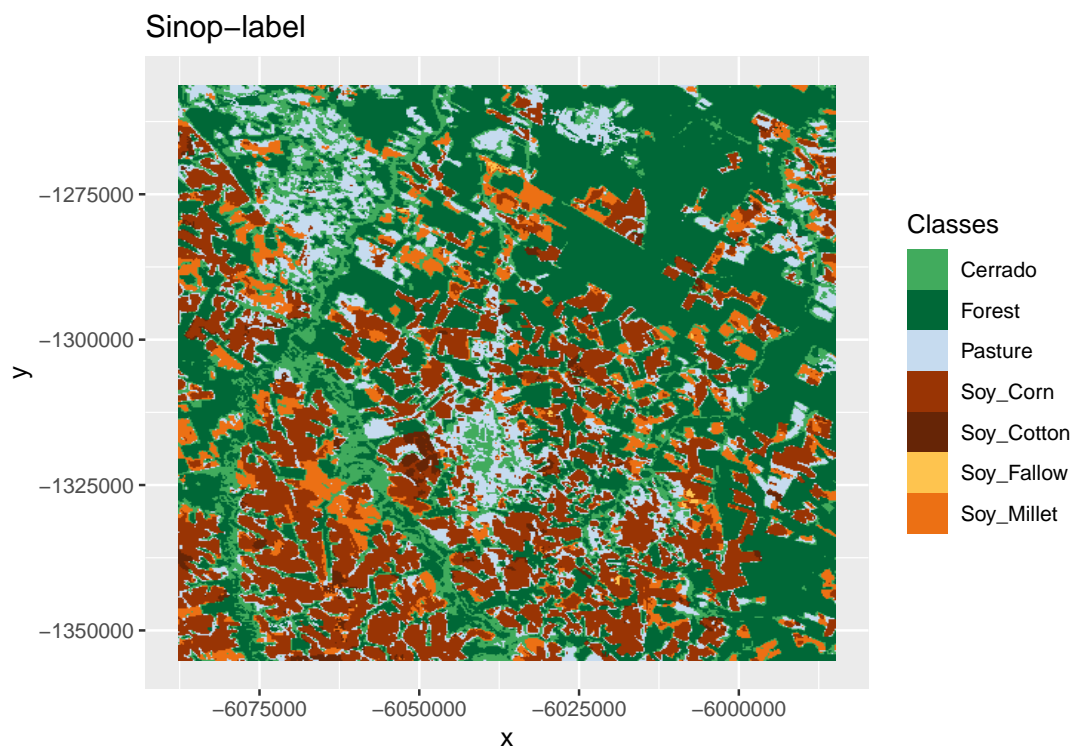 Sinop−label
−1275000
−1300000
−1325000
−1350000
y
−6075000
−6050000
−6025000
−6000000
x
Classes
Cerrado
Forest
Pasture
Soy_Corn
Soy_Cotton
Soy_Fallow
Soy_Millet